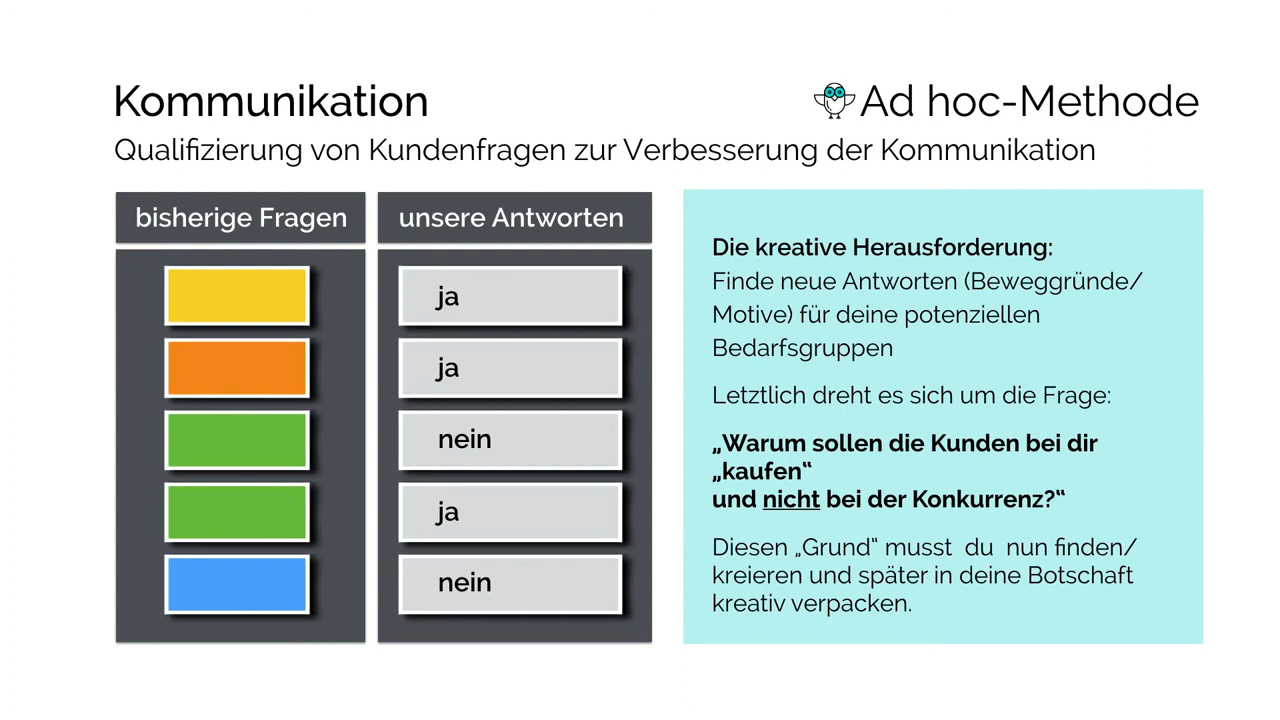 Kommunikation
Ad hoc-Methode
Qualifizierung von Kundenfragen zur Verbesserung der Kommunikation
bisherige Fragen
unsere Antworten
ja
ja
nein
ja
nein
Die kreative Herausforderung:
Finde neue Antworten (Beweggründe/
Motive) für deine potenziellen
Bedarfsgruppen
Letztlich dreht es sich um die Frage:
„Warum sollen die Kunden bei dir
„kaufen“
und nicht bei der Konkurrenz?“
Diesen „Grund“ musst  du  nun finden/
kreieren und später in deine Botschaft
kreativ verpacken.